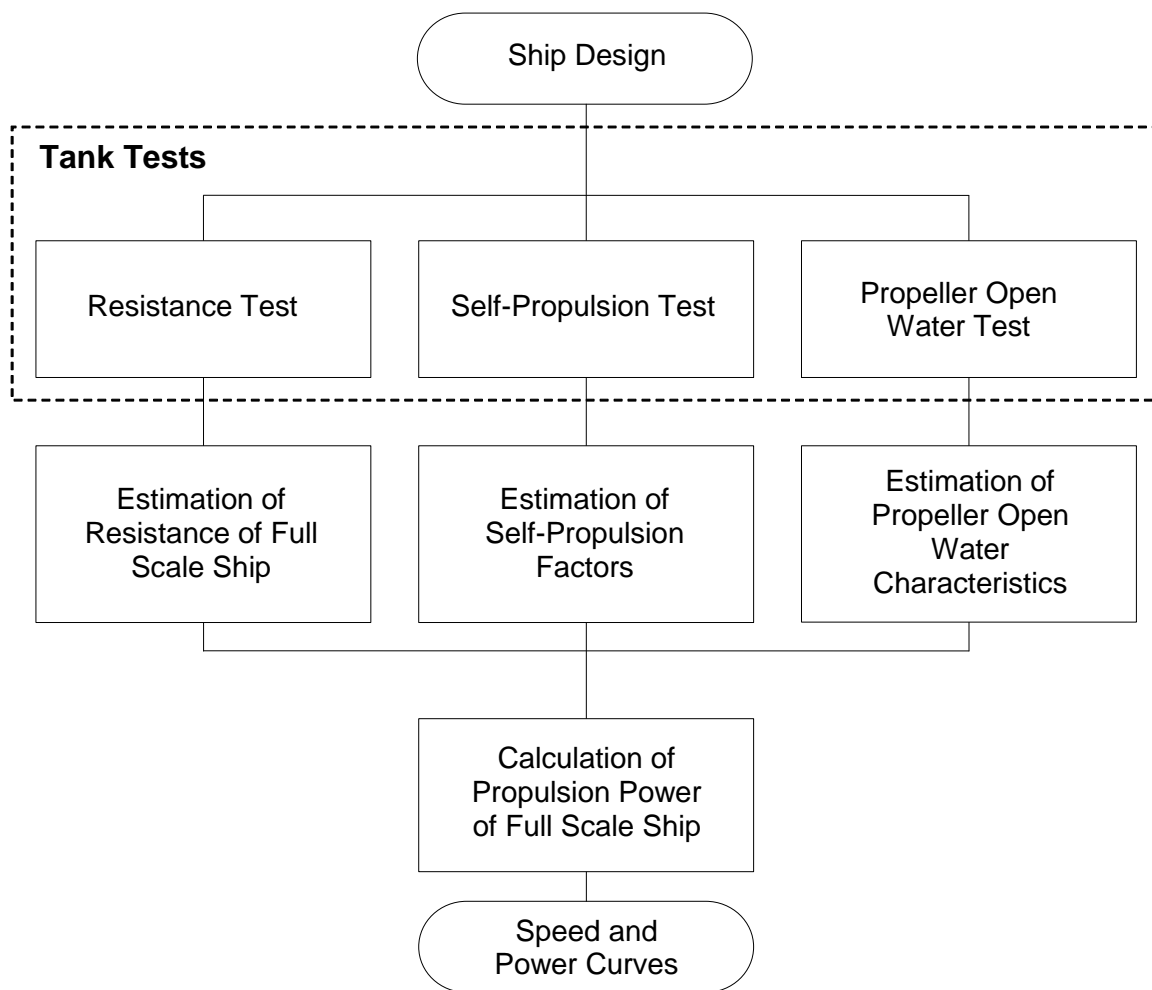 Ship Design
Tank Tests
Resistance Test
Self-Propulsion Test
Propeller Open
Water Test
Estimation of
Resistance of Full
Scale Ship
Estimation of
Self-Propulsion
Factors
Estimation of
Propeller Open
Water
Characteristics
Calculation of
Propulsion Power
of Full Scale Ship
Speed and
Power Curves